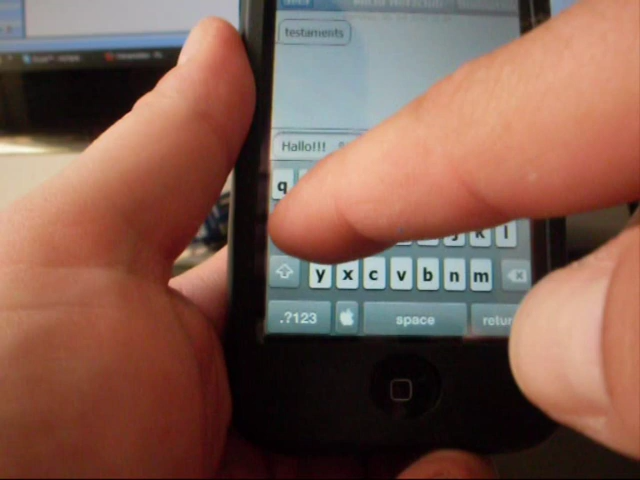 testaments
Hallo!!!
q
j k l
y x c v b n m
.?123 space retur